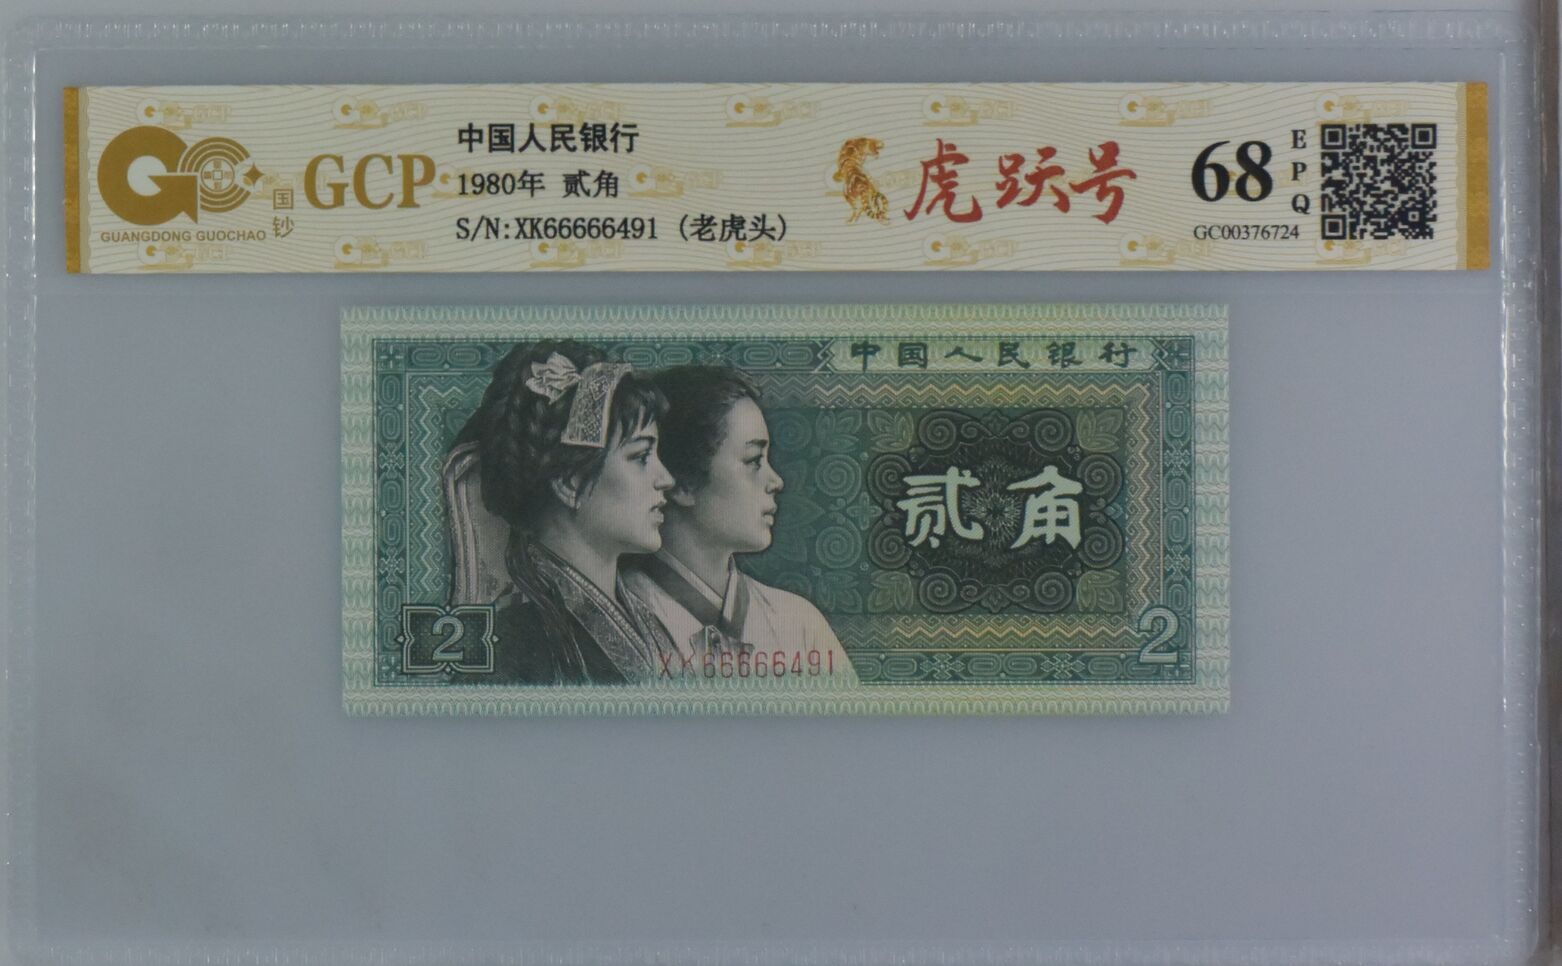 中国人民银行
1980年 贰角
S/N:XK66666491 (老虎头)
GCP
国钞
GUANGDONG GUOCHAO
虎跃号
68
EPQ
GC00376724
中国人民银行
贰角
2
2
XK66666491